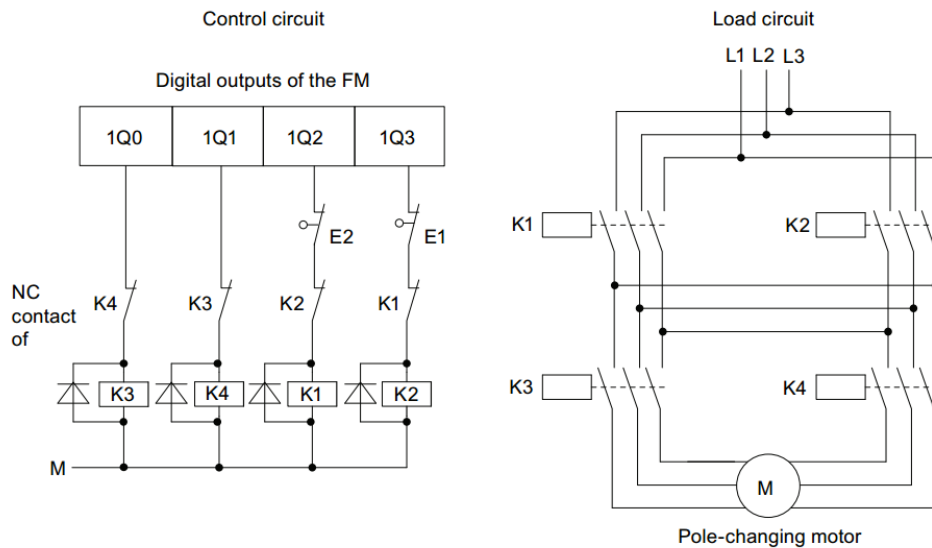 Control circuit
Load circuit
Digital outputs of the FM
L1 L2 L3
1Q0 1Q1 1Q2 1Q3
E2 E1
K1 K2
NC
contact
of
K4 K3 K2 K1
K3 K4 K1 K2
K3 K4
M
M
Pole-changing motor